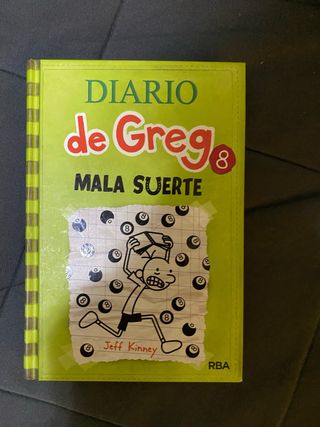 DIARIO
de Greg 8
MALA SUERTE
Jeff Kinney
RBA